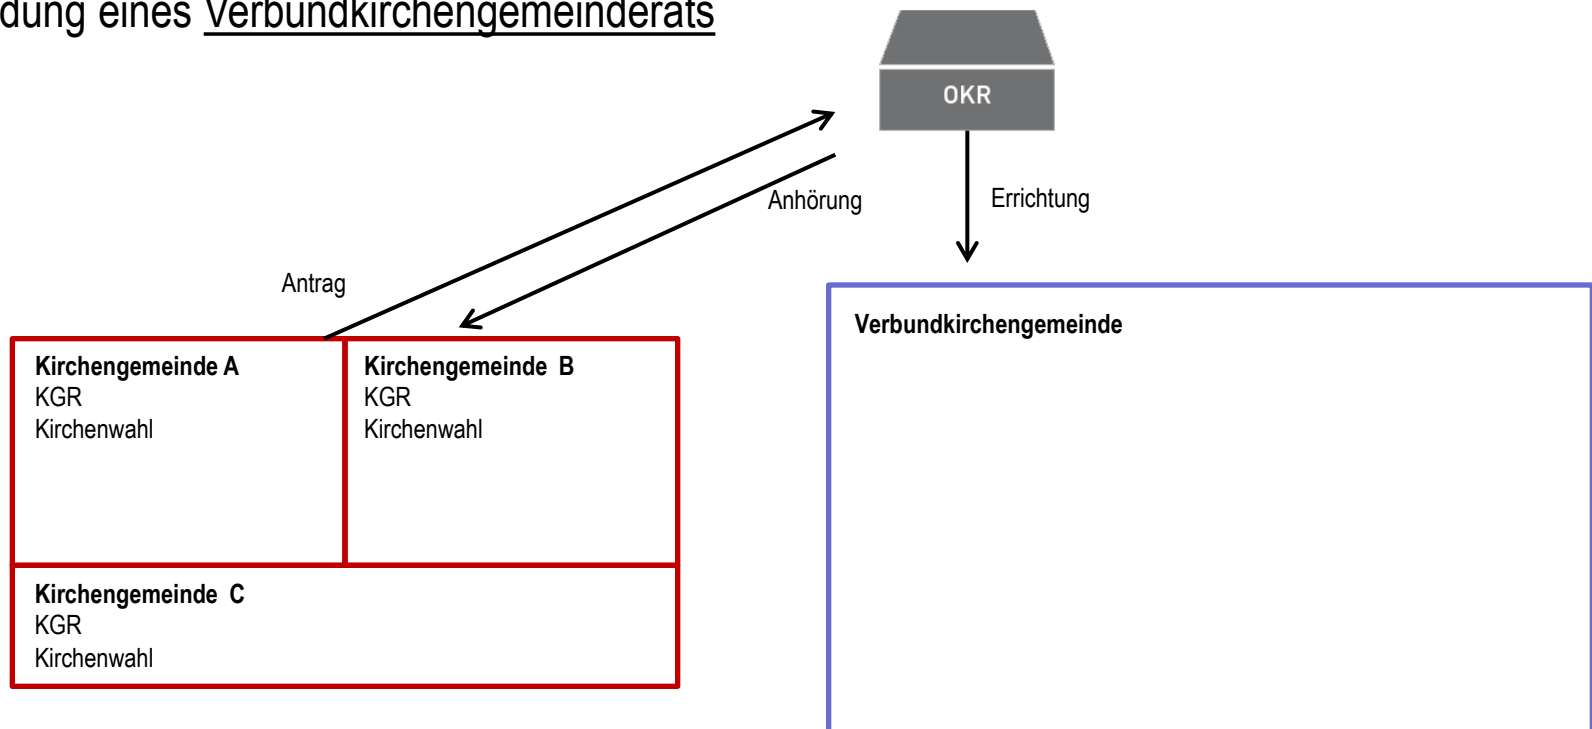 dung eines Verbundkirchengemeinderats
OKR
Anhörung
Errichtung
Antrag
Verbundkirchengemeinde
Kirchengemeinde A
KGR
Kirchenwahl
Kirchengemeinde B
KGR
Kirchenwahl
Kirchengemeinde C
KGR
Kirchenwahl